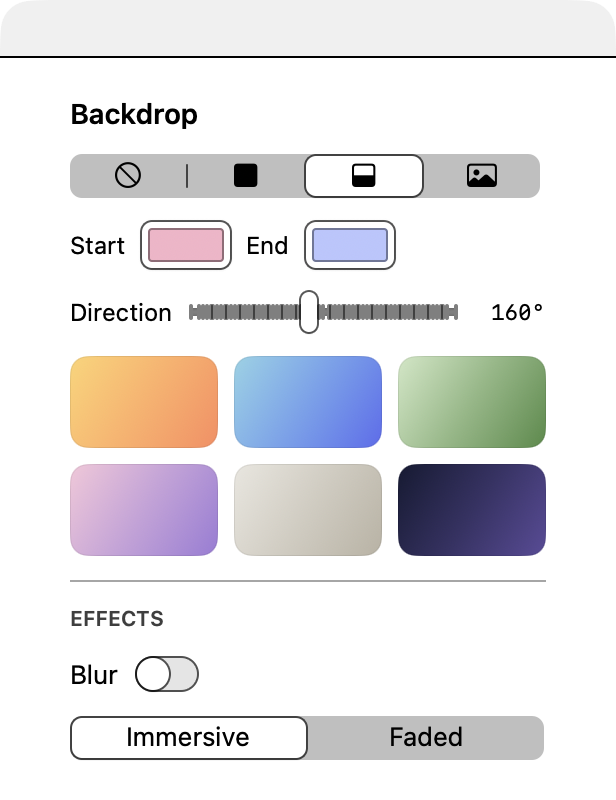 Backdrop
Start End
Direction 160°
EFFECTS
Blur
Immersive Faded